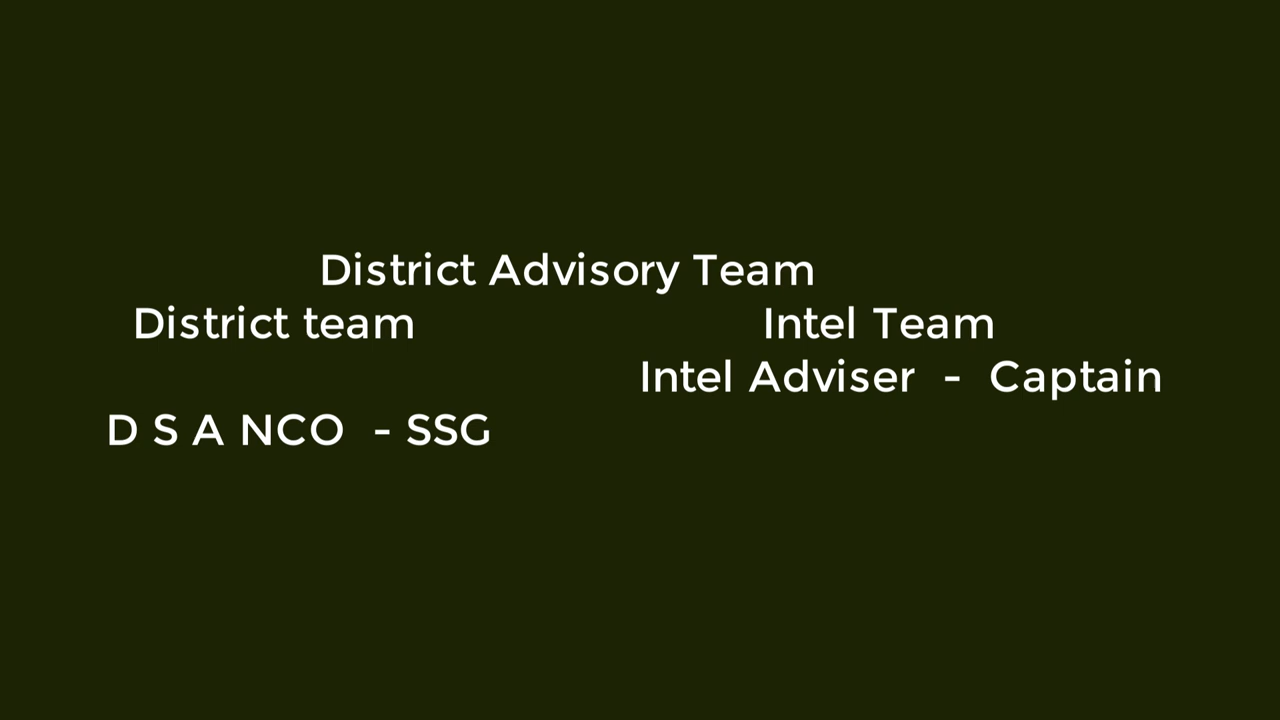 District Advisory Team
District team Intel Team
Intel Adviser - Captain
D S A NCO - SSG